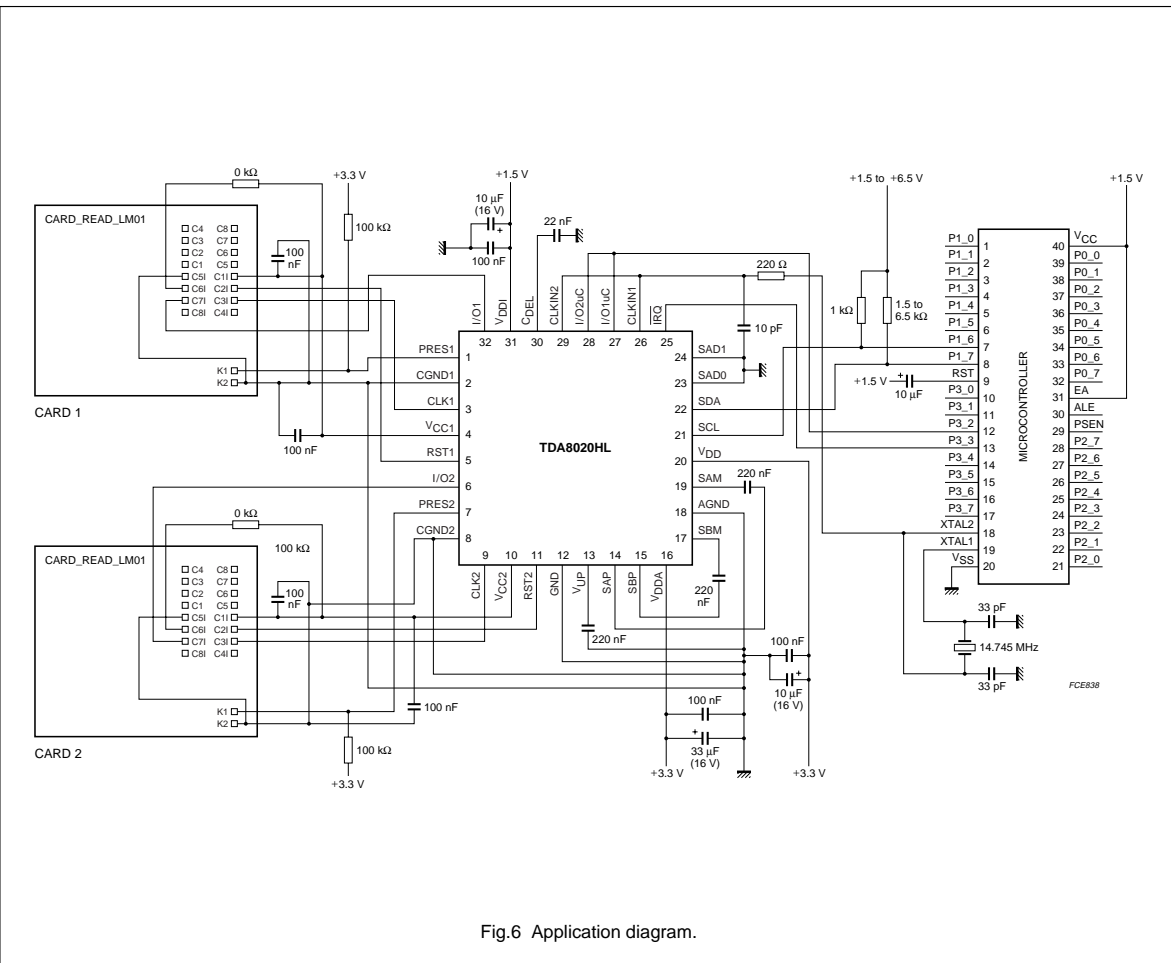 CARD_READ_LM01
C4 C8
C3 C7
C2 C6
C1 C5
C5I C1I
C6I C2I
C7I C3I
C8I C4I
K1
K2
CARD 1
0 kΩ
+3.3 V
100 kΩ
100
nF
100 nF
+1.5 V
10 μF
(16 V)
+
100 nF
22 nF
220 Ω
10 pF
I/O1
VDDI
CDEL
CLKIN2
I/O2uC
I/O1uC
CLKIN1
IRQ
32 31 30 29 28 27 26 25
PRES1 1
CGND1 2
CLK1 3
VCC1 4
RST1 5
I/O2 6
PRES2 7
CGND2 8
TDA8020HL
24 SAD1
23 SAD0
22 SDA
21 SCL
20 VDD
19 SAM
18 AGND
17 SBM
9 10 11 12 13 14 15 16
CLK2
VCC2
RST2
GND
VUP
SAP
SBP
VDDA
220 nF
220
nF
220 nF
100 nF
+
10 μF
(16 V)
100 nF
+
33 μF
(16 V)
+3.3 V
+3.3 V
CARD_READ_LM01
C4 C8
C3 C7
C2 C6
C1 C5
C5I C1I
C6I C2I
C7I C3I
C8I C4I
K1
K2
CARD 2
0 kΩ
100 kΩ
100
nF
100 nF
100 kΩ
+3.3 V
+1.5 to +6.5 V
1 kΩ
1.5 to
6.5 kΩ
+1.5 V
+
10 μF
+1.5 V
MICROCONTROLLER
P1_0 1
P1_1 2
P1_2 3
P1_3 4
P1_4 5
P1_5 6
P1_6 7
P1_7 8
RST 9
P3_0 10
P3_1 11
P3_2 12
P3_3 13
P3_4 14
P3_5 15
P3_6 16
P3_7 17
XTAL2 18
XTAL1 19
VSS 20
40 VCC
39 P0_0
38 P0_1
37 P0_2
36 P0_3
35 P0_4
34 P0_5
33 P0_6
32 P0_7
31 EA
30 ALE
29 PSEN
28 P2_7
27 P2_6
26 P2_5
25 P2_4
24 P2_3
23 P2_2
22 P2_1
21 P2_0
33 pF
14.745 MHz
33 pF
FCE838
Fig.6 Application diagram.